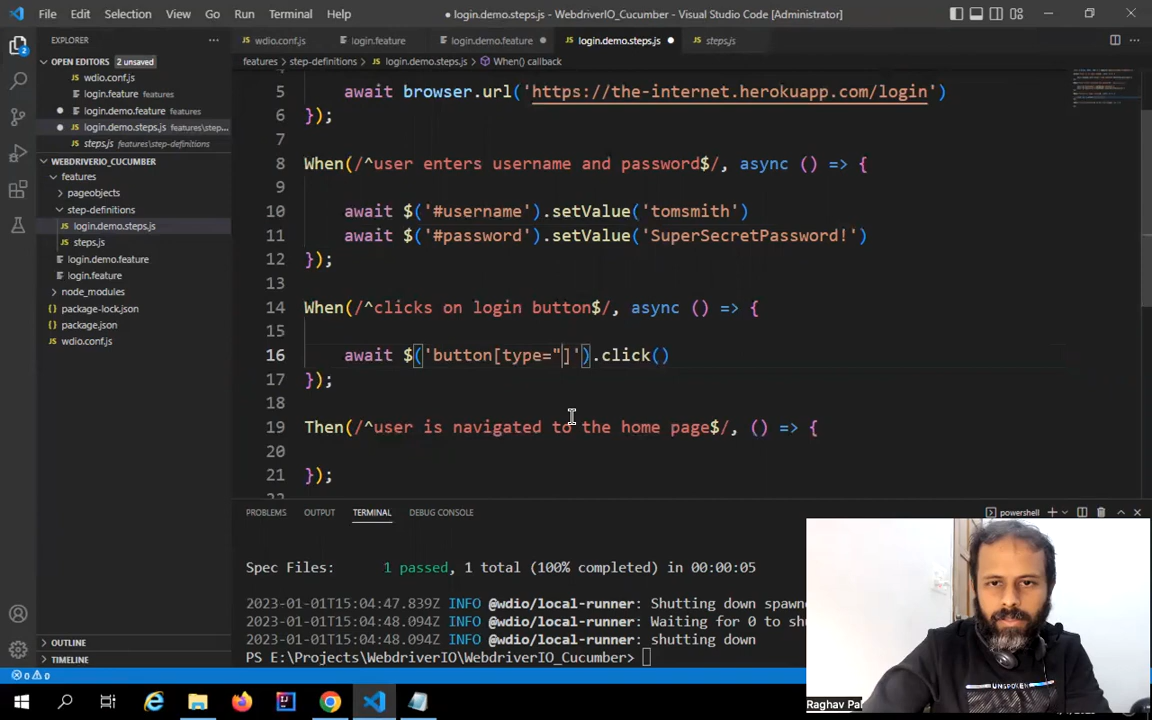 File Edit Selection View Go Run Terminal Help
● login.demo.steps.js - WebdriverIO_Cucumber - Visual Studio Code [Administrator]
EXPLORER ···
wdio.conf.js login.feature login.demo.feature ● login.demo.steps.js ● steps.js
features > step-definitions > login.demo.steps.js > When() callback
OPEN EDITORS 2 unsaved
wdio.conf.js
login.feature features
● login.demo.feature features
● login.demo.steps.js features\step...
steps.js features\step-definitions
WEBDRIVERIO_CUCUMBER
features
pageobjects
step-definitions
login.demo.steps.js
steps.js
login.demo.feature
login.feature
node_modules
package-lock.json
package.json
wdio.conf.js
OUTLINE
TIMELINE
2
4
5 await browser.url('https://the-internet.herokuapp.com/login')
6 });
7
8 When(/^user enters username and password$/, async () => {
9
10 await $('#username').setValue('tomsmith')
11 await $('#password').setValue('SuperSecretPassword!')
12 });
13
14 When(/^clicks on login button$/, async () => {
15
16 await $('button[type="]').click()
17 });
18
19 Then(/^user is navigated to the home page$/, () => {
20
21 });
PROBLEMS OUTPUT TERMINAL DEBUG CONSOLE powershell
Spec Files: 1 passed, 1 total (100% completed) in 00:00:05
2023-01-01T15:04:47.839Z INFO @wdio/local-runner: Shutting down spawne
2023-01-01T15:04:48.094Z INFO @wdio/local-runner: Waiting for 0 to shu
2023-01-01T15:04:48.094Z INFO @wdio/local-runner: shutting down
PS E:\Projects\WebdriverIO\WebdriverIO_Cucumber>
0 0
UNSPOKEN
Raghav Pal